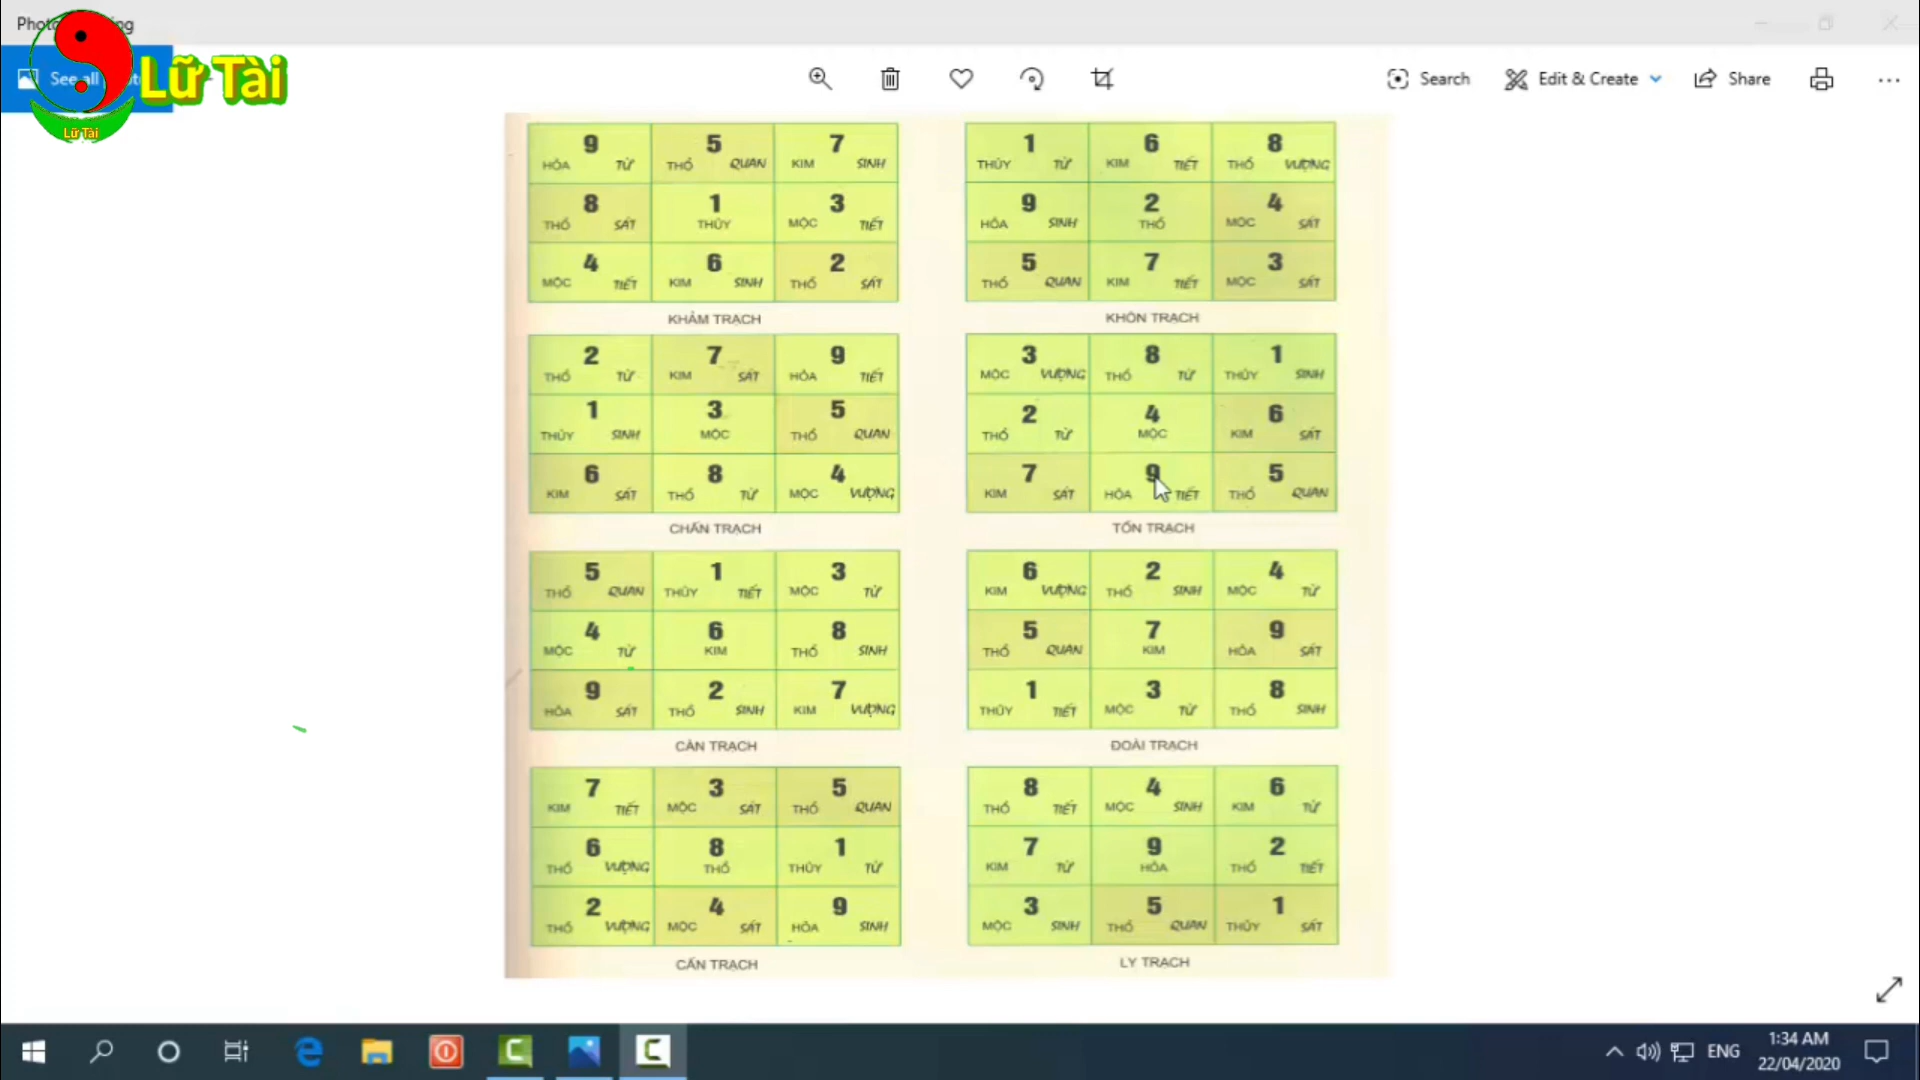 Lữ Tài
Lữ Tài
Search
Edit & Create
Share
9 5 7
HỎA TỬ THỔ QUAN KIM SINH
8 1 3
THỔ SÁT THỦY MỘC TIẾT
4 6 2
MỘC TIẾT KIM SINH THỔ SÁT
KHẢM TRẠCH
1 6 8
THỦY TỬ KIM TIẾT THỔ VƯỢNG
9 2 4
HỎA SINH THỔ MỘC SÁT
5 7 3
THỔ QUAN KIM TIẾT MỘC SÁT
KHÔN TRẠCH
2 7 9
THỔ TỬ KIM SÁT HỎA TIẾT
1 3 5
THỦY SINH MỘC THỔ QUAN
6 8 4
KIM SÁT THỔ TỬ MỘC VƯỢNG
CHẤN TRẠCH
3 8 1
MỘC VƯỢNG THỔ TỬ THỦY SINH
2 4 6
THỔ TỬ MỘC KIM SÁT
7 9 5
KIM SÁT HỎA TIẾT THỔ QUAN
TỐN TRẠCH
5 1 3
THỔ QUAN THỦY TIẾT MỘC TỬ
4 6 8
MỘC TỬ KIM THỔ SINH
9 2 7
HỎA SÁT THỔ SINH KIM VƯỢNG
CÀN TRẠCH
6 2 4
KIM VƯỢNG THỔ SINH MỘC TỬ
5 7 9
THỔ QUAN KIM HỎA SÁT
1 3 8
THỦY TIẾT MỘC TỬ THỔ SINH
ĐOÀI TRẠCH
7 3 5
KIM TIẾT MỘC SÁT THỔ QUAN
6 8 1
THỔ VƯỢNG THỔ THỦY TỬ
2 4 9
THỔ VƯỢNG MỘC SÁT HỎA SINH
CẤN TRẠCH
8 4 6
THỔ TIẾT MỘC SINH KIM TỬ
7 9 2
KIM TỬ HỎA THỔ TIẾT
3 5 1
MỘC SINH THỔ QUAN THỦY SÁT
LY TRẠCH
ENG
1:34 AM
22/04/2020